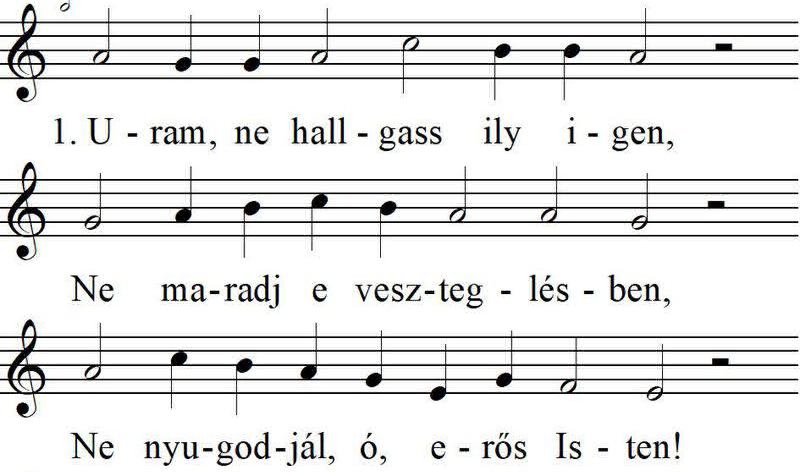 1. U - ram, ne hall - gass ily i - gen,
Ne ma-radj e vesz-teg - lés - ben,
Ne nyu-god-jál, ó, e - rős Is - ten!